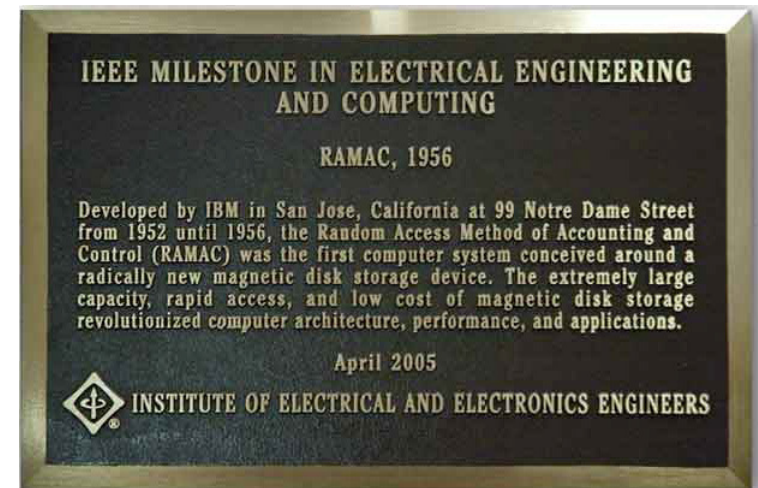 IEEE MILESTONE IN ELECTRICAL ENGINEERING
AND COMPUTING
RAMAC, 1956
Developed by IBM in San Jose, California at 99 Notre Dame Street
from 1952 until 1956, the Random Access Method of Accounting and
Control (RAMAC) was the first computer system conceived around a
radically new magnetic disk storage device. The extremely large
capacity, rapid access, and low cost of magnetic disk storage
revolutionized computer architecture, performance, and applications.
April 2005
® INSTITUTE OF ELECTRICAL AND ELECTRONICS ENGINEERS